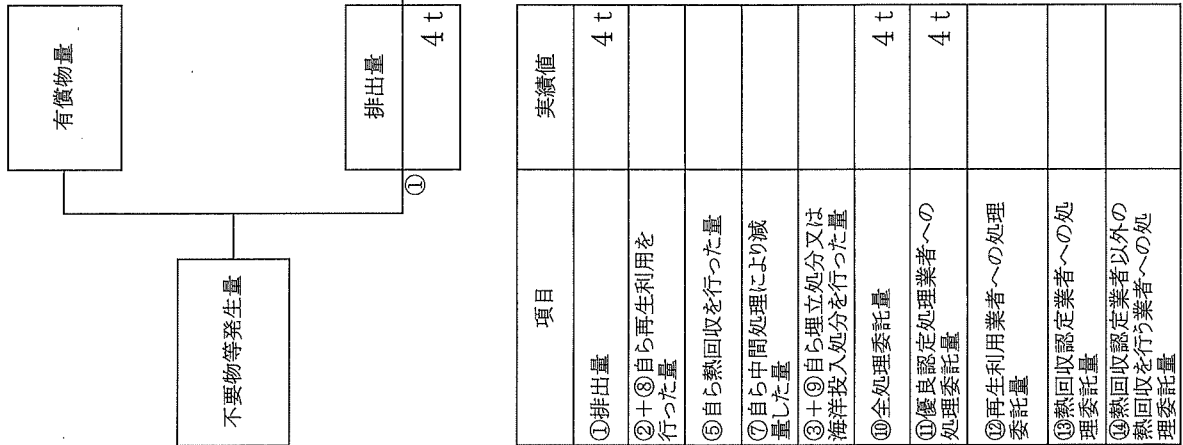 有償物量
不要物等発生量
排出量
①
4 t
項目
実績値
①排出量
4 t
②+⑧自ら再生利用を
行った量
⑤自ら熱回収を行った量
⑦自ら中間処理により減
量した量
③+⑨自ら埋立処分又は
海洋投入処分を行った量
⑩全処理委託量
4 t
⑪優良認定処理業者への
処理委託量
4 t
⑫再生利用業者への処理
委託量
⑬熱回収認定業者への処
理委託量
⑭熱回収認定業者以外の
熱回収を行う業者への処
理委託量